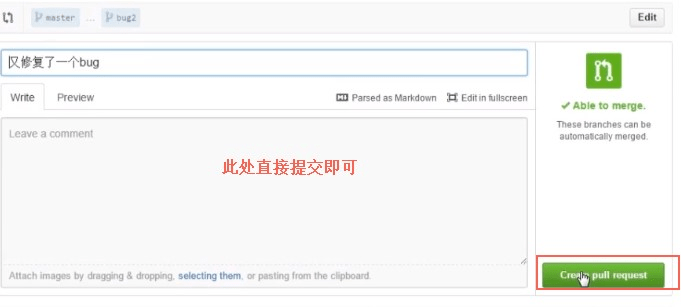 master ... bug2 Edit
又修复了一个bug
Write Preview Parsed as Markdown Edit in fullscreen
Leave a comment
此处直接提交即可
Attach images by dragging & dropping, selecting them, or pasting from the clipboard.
Able to merge.
These branches can be
automatically merged.
Create pull request